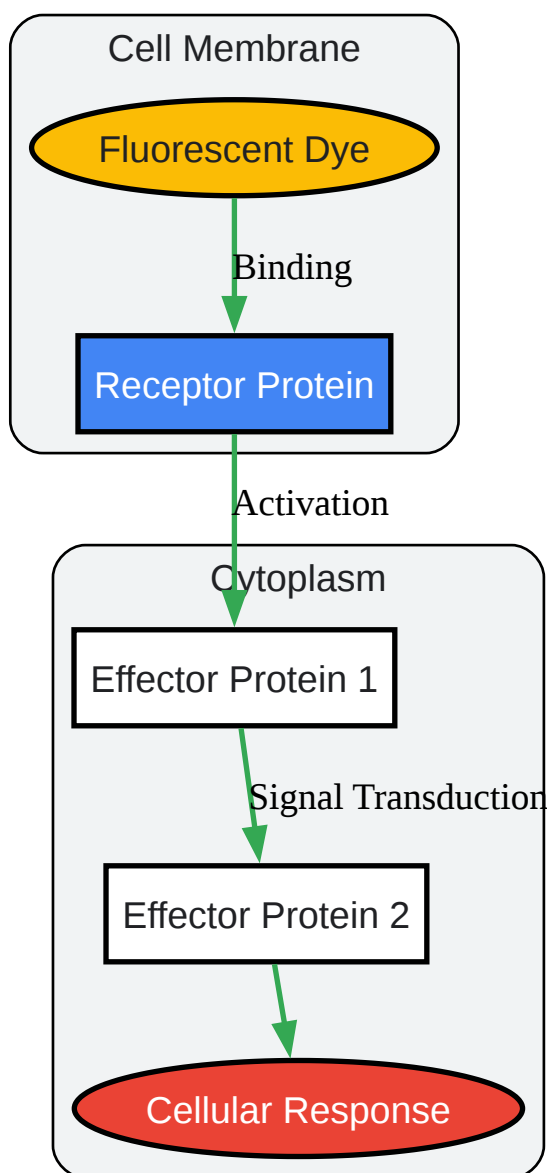 Cell Membrane
Fluorescent Dye
Binding
Receptor Protein
Activation
Cytoplasm
Effector Protein 1
Signal Transduction
Effector Protein 2
Cellular Response